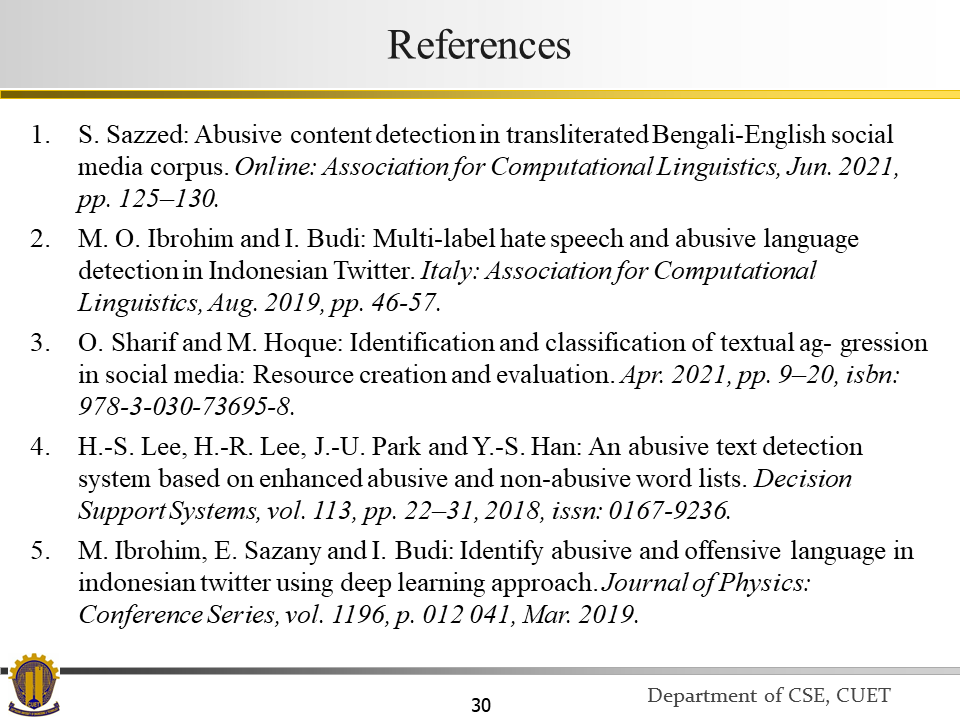 References
1. S. Sazzed: Abusive content detection in transliterated Bengali-English social
media corpus. Online: Association for Computational Linguistics, Jun. 2021,
pp. 125–130.
2. M. O. Ibrohim and I. Budi: Multi-label hate speech and abusive language
detection in Indonesian Twitter. Italy: Association for Computational
Linguistics, Aug. 2019, pp. 46-57.
3. O. Sharif and M. Hoque: Identification and classification of textual ag- gression
in social media: Resource creation and evaluation. Apr. 2021, pp. 9–20, isbn:
978-3-030-73695-8.
4. H.-S. Lee, H.-R. Lee, J.-U. Park and Y.-S. Han: An abusive text detection
system based on enhanced abusive and non-abusive word lists. Decision
Support Systems, vol. 113, pp. 22–31, 2018, issn: 0167-9236.
5. M. Ibrohim, E. Sazany and I. Budi: Identify abusive and offensive language in
indonesian twitter using deep learning approach. Journal of Physics:
Conference Series, vol. 1196, p. 012 041, Mar. 2019.
CUET
30
Department of CSE, CUET